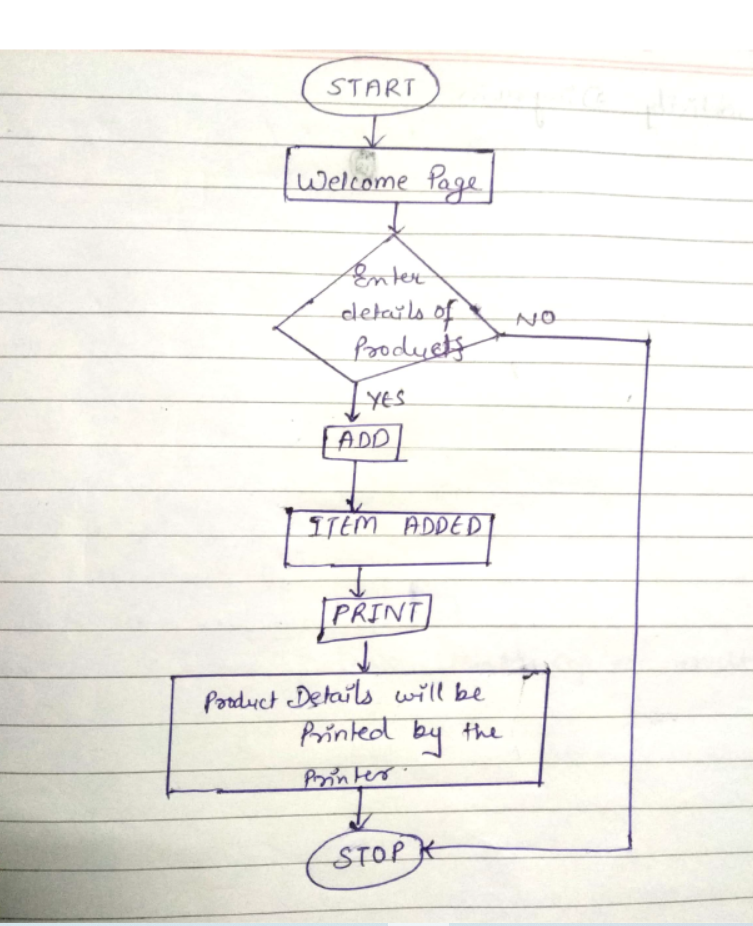 START
Welcome Page
Enter
details of
Products
NO
YES
ADD
ITEM ADDED
PRINT
Product Details will be
Printed by the
Printer.
STOP